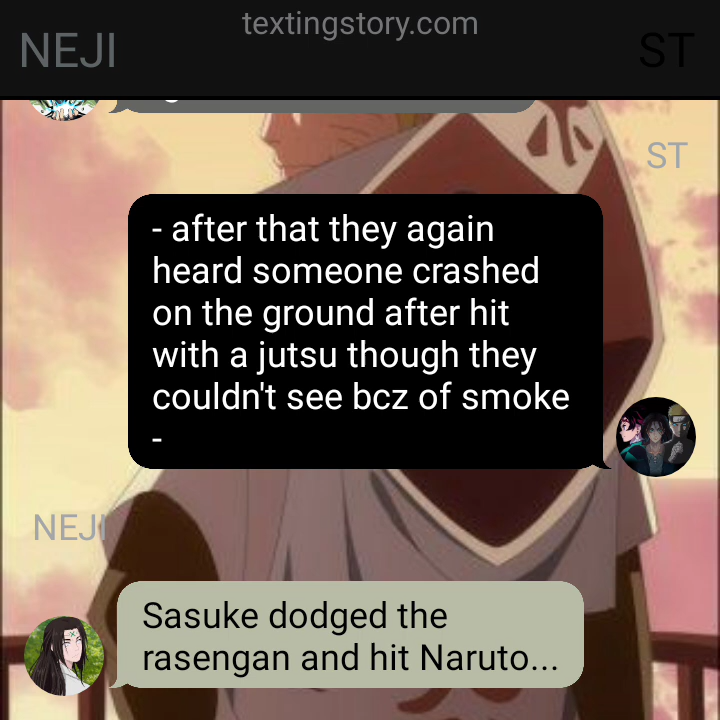 textingstory.com
NEJI
ST
ST
- after that they again
heard someone crashed
on the ground after hit
with a jutsu though they
couldn't see bcz of smoke
-
NEJI
Sasuke dodged the
rasengan and hit Naruto...